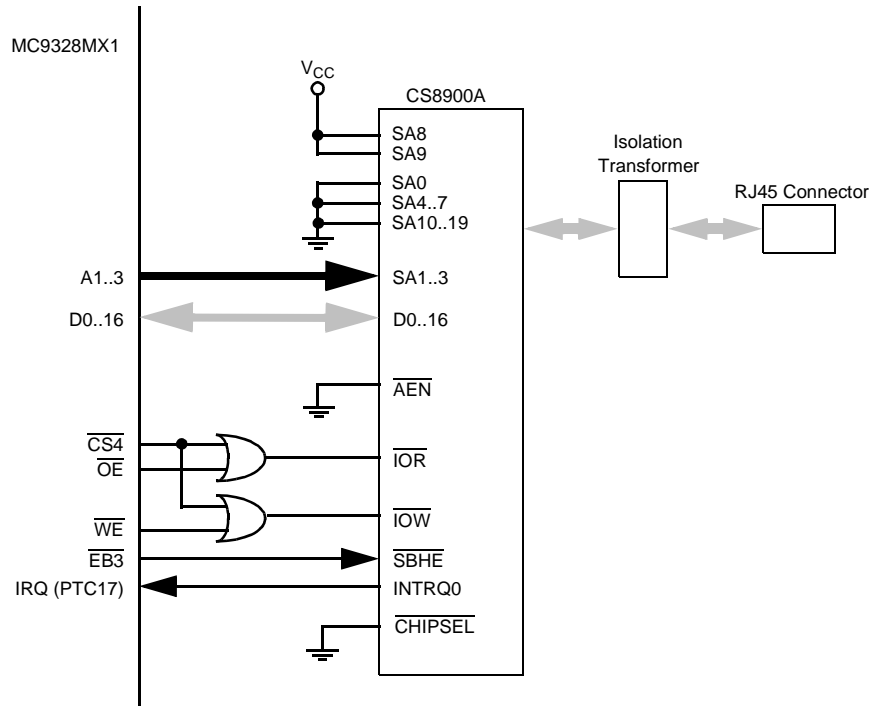 MC9328MX1
VCC
CS8900A
SA8
SA9
SA0
SA4..7
SA10..19
Isolation
Transformer
RJ45 Connector
A1..3
SA1..3
D0..16
D0..16
AEN
CS4
OE
IOR
WE
IOW
EB3
SBHE
IRQ (PTC17)
INTRQ0
CHIPSEL